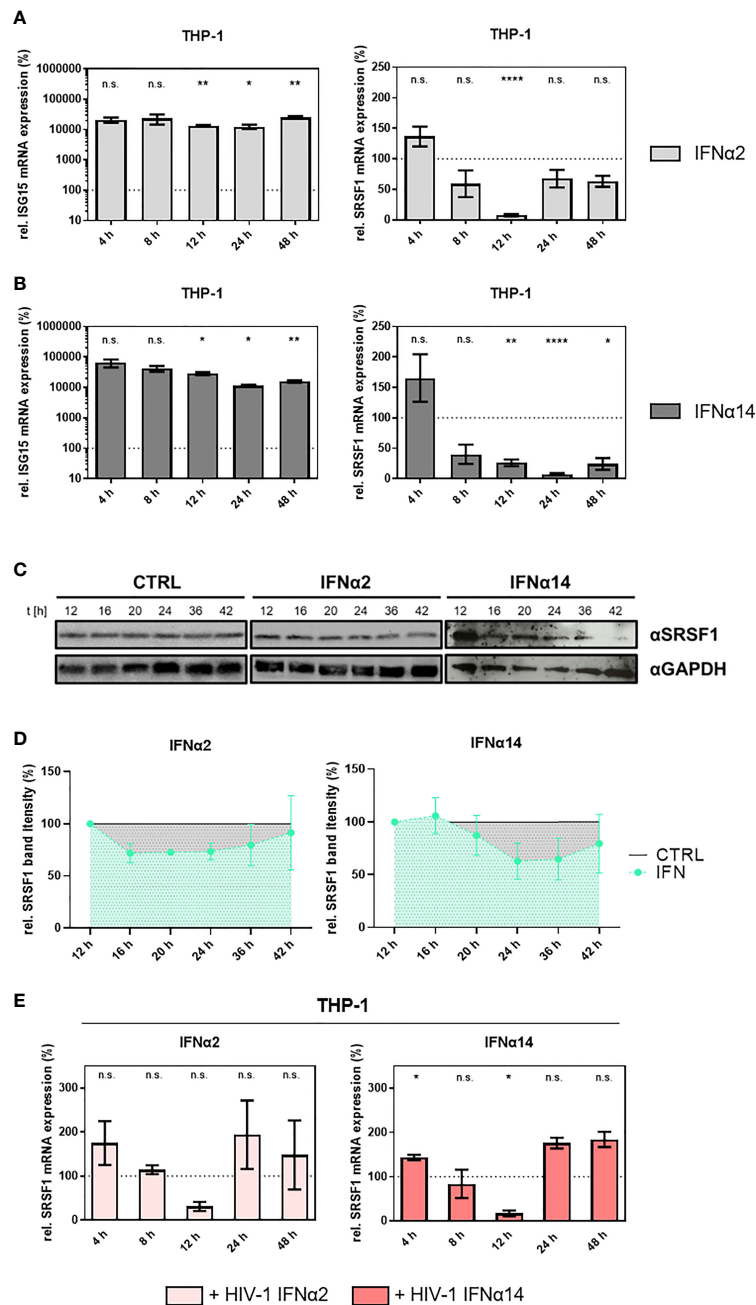 A
THP-1
rel. ISG15 mRNA expression (%)
1000000
100000
10000
1000
100
10
n.s. n.s. ** * **
4 h 8 h 12 h 24 h 48 h
THP-1
rel. SRSF1 mRNA expression (%)
250
200
150
100
50
0
n.s. n.s. **** n.s. n.s.
4 h 8 h 12 h 24 h 48 h
IFNα2
B
THP-1
rel. ISG15 mRNA expression (%)
1000000
100000
10000
1000
100
10
n.s. n.s. * * **
4 h 8 h 12 h 24 h 48 h
THP-1
rel. SRSF1 mRNA expression (%)
250
200
150
100
50
0
n.s. n.s. ** **** *
4 h 8 h 12 h 24 h 48 h
IFNα14
C
CTRL IFNα2 IFNα14
t [h] 12 16 20 24 36 42 12 16 20 24 36 42 12 16 20 24 36 42
αSRSF1
αGAPDH
D
IFNα2
rel. SRSF1 band itensity (%)
150
100
50
0
12 h 16 h 20 h 24 h 36 h 42 h
IFNα14
rel. SRSF1 band itensity (%)
150
100
50
0
12 h 16 h 20 h 24 h 36 h 42 h
CTRL
IFN
E
THP-1
IFNα2
rel. SRSF1 mRNA expression (%)
300
200
100
0
n.s. n.s. n.s. n.s. n.s.
4 h 8 h 12 h 24 h 48 h
IFNα14
rel. SRSF1 mRNA expression (%)
300
200
100
0
* n.s. * n.s. n.s.
4 h 8 h 12 h 24 h 48 h
+ HIV-1 IFNα2 + HIV-1 IFNα14